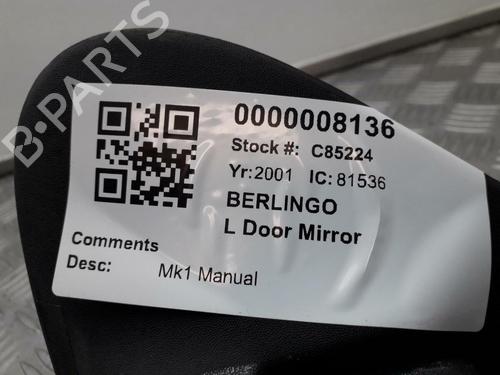 B-PARTS
0000008136
Stock #: C85224
Yr:2001 IC:81536
BERLINGO
L Door Mirror
Comments
Desc: Mk1 Manual